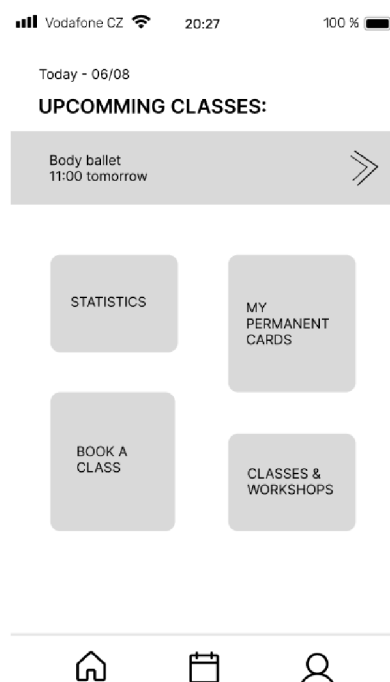 Vodafone CZ 20:27 100 %
Today - 06/08
UPCOMMING CLASSES:
Body ballet
11:00 tomorrow
STATISTICS
MY
PERMANENT
CARDS
BOOK A
CLASS
CLASSES &
WORKSHOPS